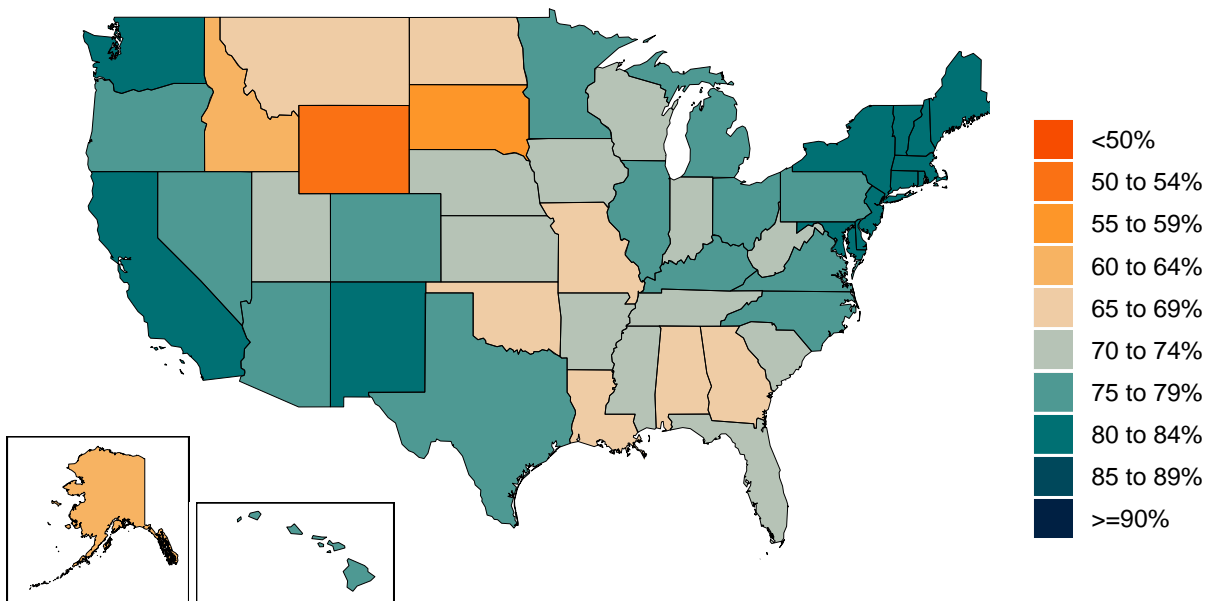 <50%
50 to 54%
55 to 59%
60 to 64%
65 to 69%
70 to 74%
75 to 79%
80 to 84%
85 to 89%
>=90%